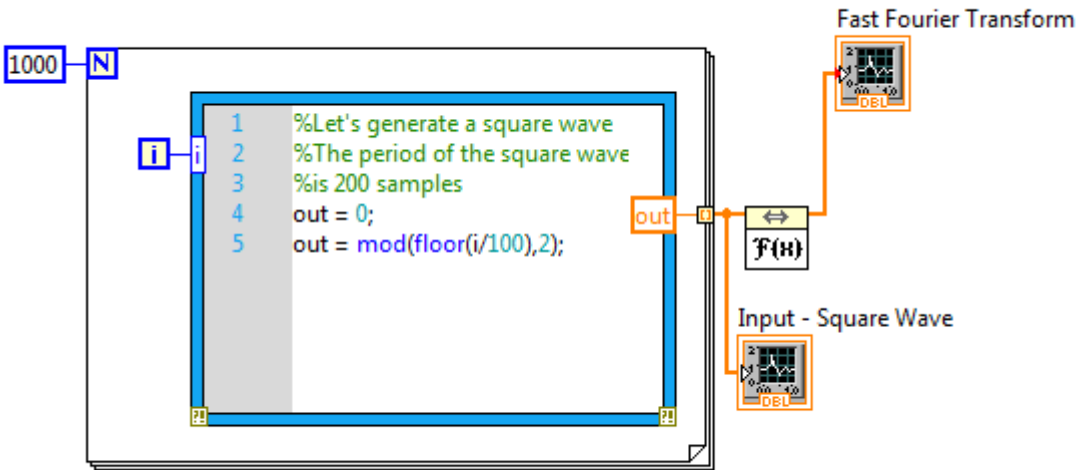 Fast Fourier Transform
1000 N
DBL
i i
1 %Let's generate a square wave
2 %The period of the square wave
3 %is 200 samples
4 out = 0;
5 out = mod(floor(i/100),2);
out
F(x)
Input - Square Wave
DBL